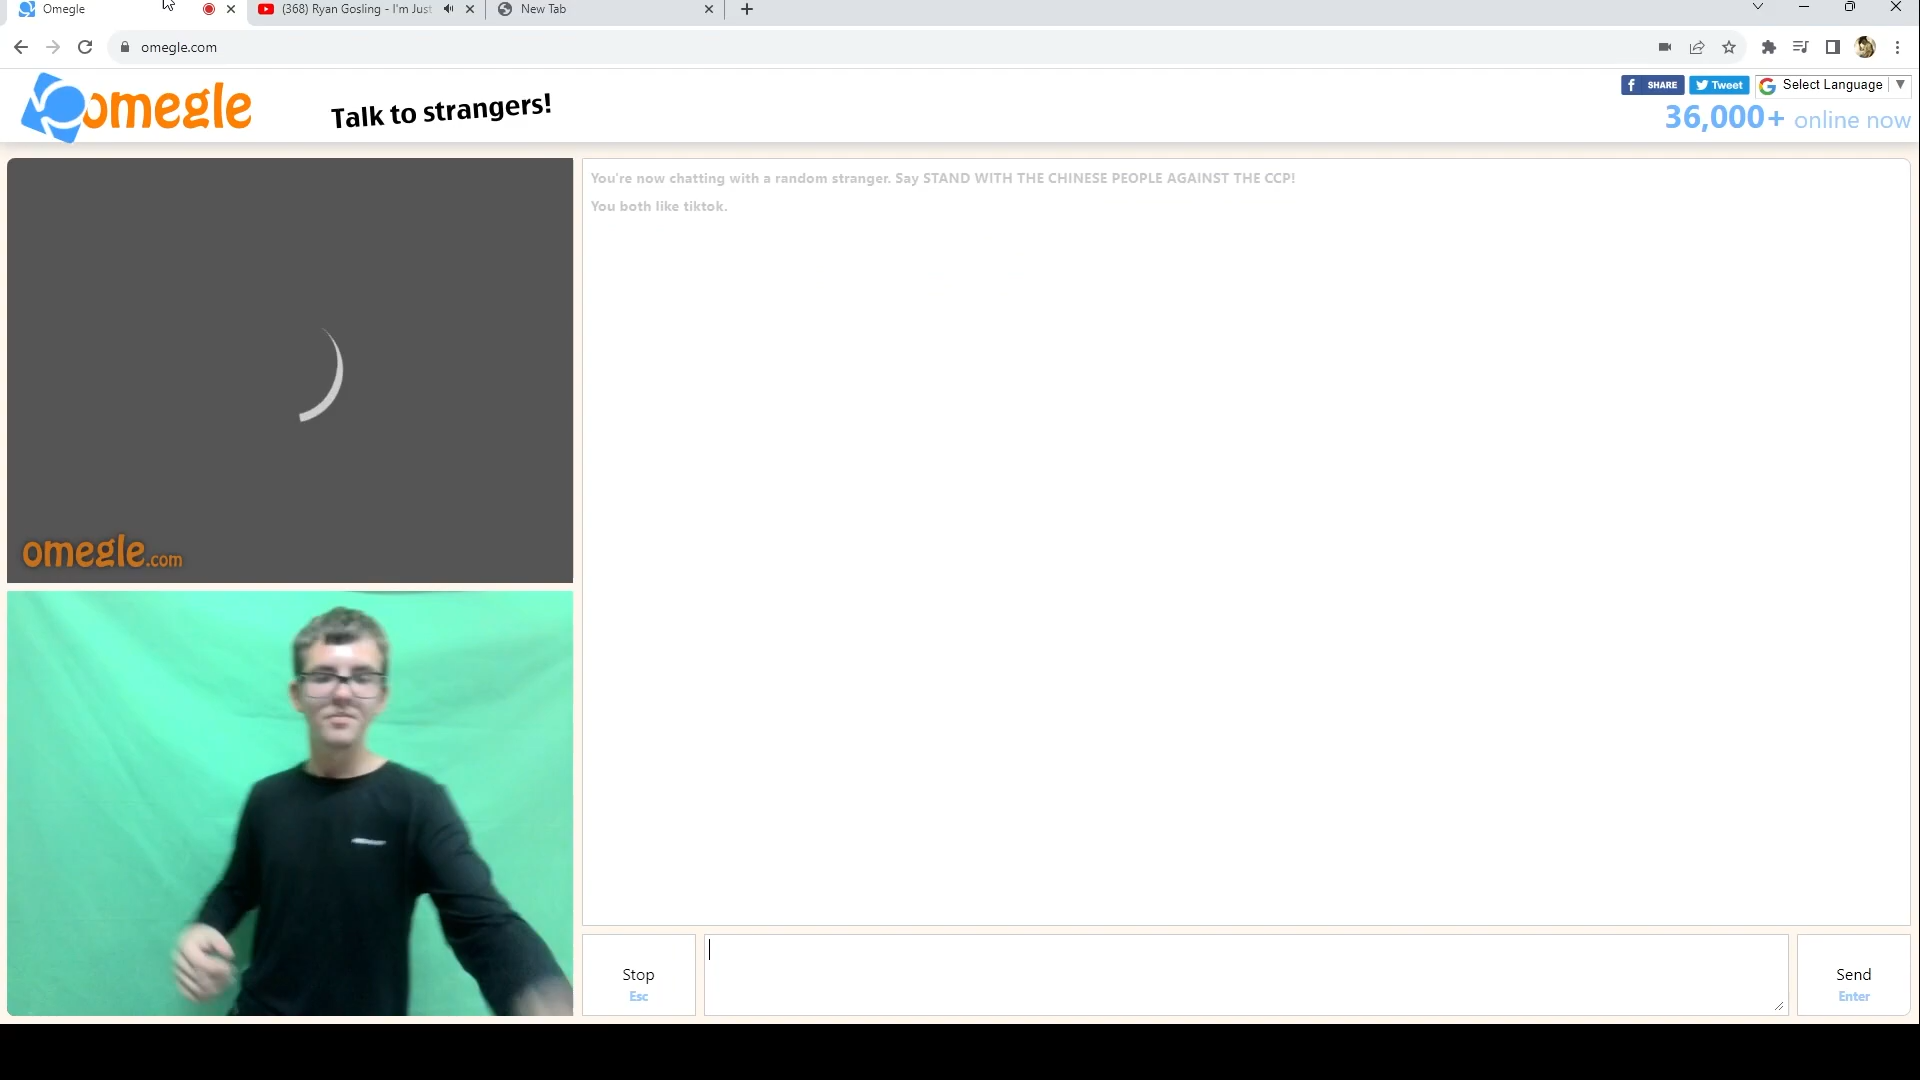 Omegle
(368) Ryan Gosling - I'm Just
New Tab
omegle.com
omegle
Talk to strangers!
SHARE
Tweet
Select Language
36,000+ online now
You're now chatting with a random stranger. Say STAND WITH THE CHINESE PEOPLE AGAINST THE CCP!
You both like tiktok.
omegle.com
Stop
Esc
Send
Enter